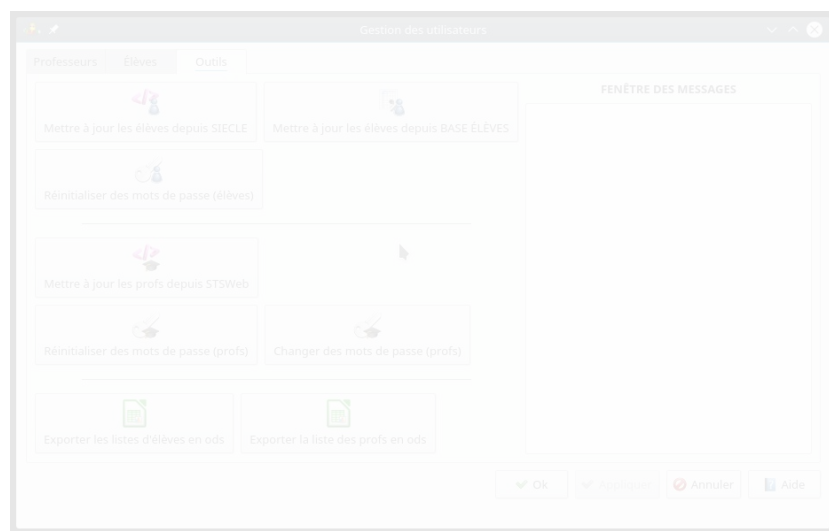 Gestion des utilisateurs
Professeurs Élèves Outils
FENÊTRE DES MESSAGES
Mettre à jour les élèves depuis SIECLE
Mettre à jour les élèves depuis BASE ÉLÈVES
Réinitialiser des mots de passe (élèves)
Mettre à jour les profs depuis STSWeb
Réinitialiser des mots de passe (profs)
Changer des mots de passe (profs)
Exporter les listes d'élèves en ods
Exporter la liste des profs en ods
Ok Annuler Aide